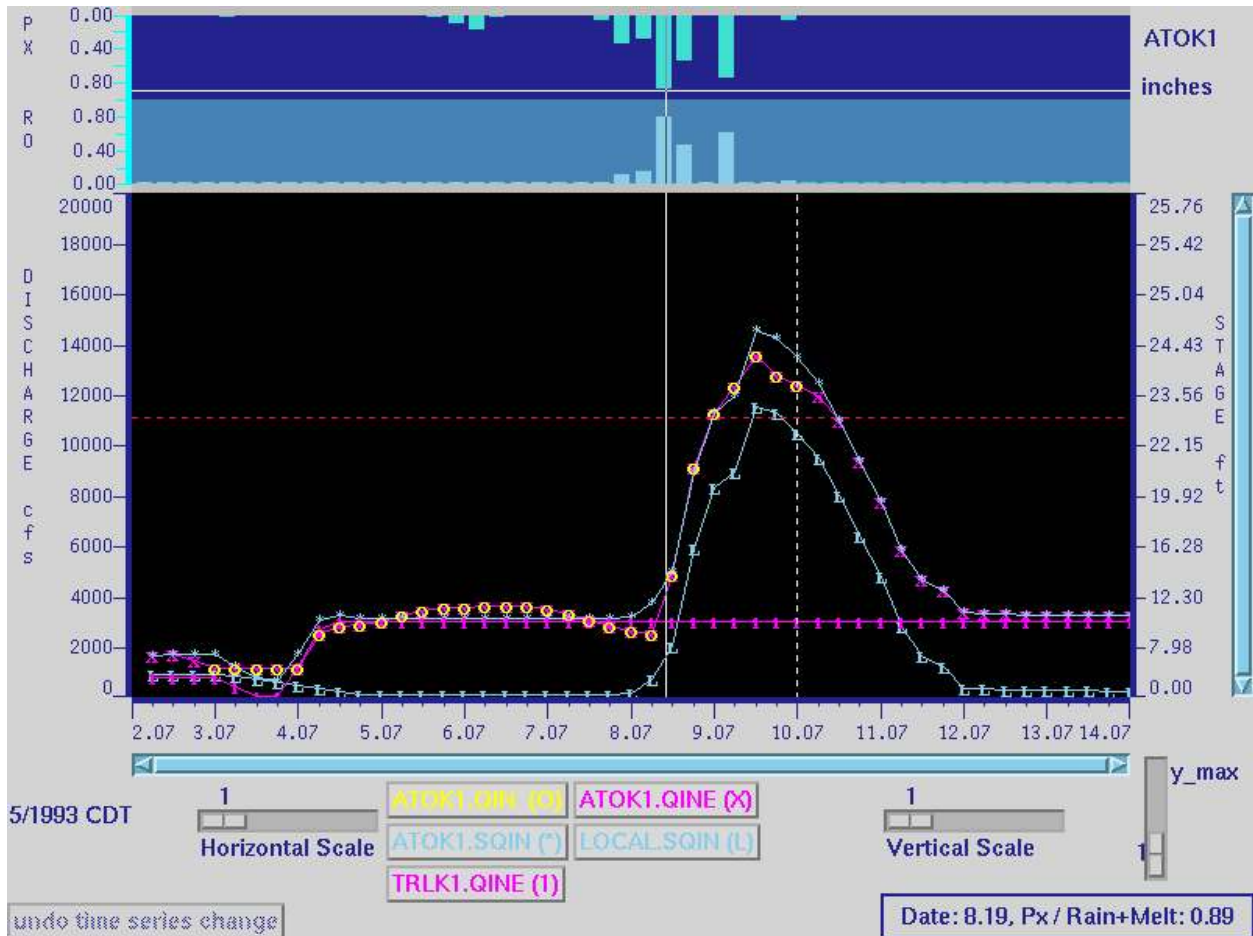 PX
0.00
0.40
0.80
RO
0.80
0.40
0.00
ATOK1
inches
DISCHARGE cfs
20000
18000
16000
14000
12000
10000
8000
6000
4000
2000
0
25.76
25.42
25.04
24.43
23.56
22.15
19.92
16.28
12.30
7.98
0.00
STAGE ft
2.07 3.07 4.07 5.07 6.07 7.07 8.07 9.07 10.07 11.07 12.07 13.07 14.07
5/1993 CDT
1
Horizontal Scale
ATOK1.QIN (O) ATOK1.QINE (X)
ATOK1.SQIN (*) LOCAL.SQIN (L)
TRLK1.QINE (1)
1
Vertical Scale
y_max
1
undo time series change
Date: 8.19, Px / Rain+Melt: 0.89